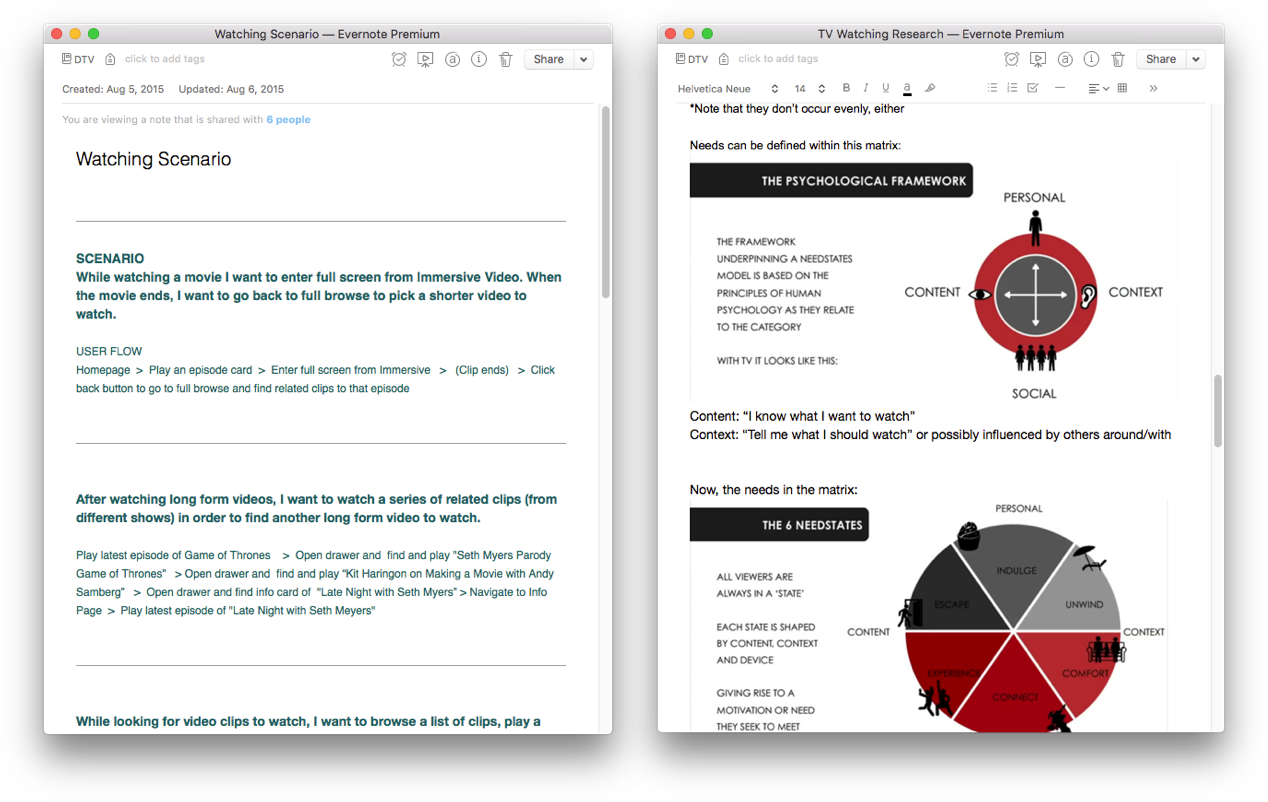 Watching Scenario — Evernote Premium
DTV click to add tags
Share
Created: Aug 5, 2015 Updated: Aug 6, 2015
You are viewing a note that is shared with 6 people
Watching Scenario
SCENARIO
While watching a movie I want to enter full screen from Immersive Video. When
the movie ends, I want to go back to full browse to pick a shorter video to
watch.
USER FLOW
Homepage > Play an episode card > Enter full screen from Immersive > (Clip ends) > Click
back button to go to full browse and find related clips to that episode
After watching long form videos, I want to watch a series of related clips (from
different shows) in order to find another long form video to watch.
Play latest episode of Game of Thrones > Open drawer and find and play "Seth Myers Parody
Game of Thrones" > Open drawer and find and play "Kit Haringon on Making a Movie with Andy
Samberg" > Open drawer and find info card of "Late Night with Seth Myers" > Navigate to Info
Page > Play latest episode of "Late Night with Seth Meyers"
While looking for video clips to watch, I want to browse a list of clips, play a
TV Watching Research — Evernote Premium
DTV click to add tags
Share
Helvetica Neue 14 B I U a
*Note that they don't occur evenly, either
Needs can be defined within this matrix:
THE PSYCHOLOGICAL FRAMEWORK
THE FRAMEWORK
UNDERPINNING A NEEDSTATES
MODEL IS BASED ON THE
PRINCIPLES OF HUMAN
PSYCHOLOGY AS THEY RELATE
TO THE CATEGORY
WITH TV IT LOOKS LIKE THIS:
PERSONAL
CONTENT
CONTEXT
SOCIAL
Content: “I know what I want to watch”
Context: “Tell me what I should watch” or possibly influenced by others around/with
Now, the needs in the matrix:
THE 6 NEEDSTATES
ALL VIEWERS ARE
ALWAYS IN A ‘STATE’
EACH STATE IS SHAPED
BY CONTENT, CONTEXT
AND DEVICE
GIVING RISE TO A
MOTIVATION OR NEED
THEY SEEK TO MEET
PERSONAL
INDULGE
ESCAPE
UNWIND
CONTENT
CONTEXT
EXPERIENCE
COMFORT
CONNECT